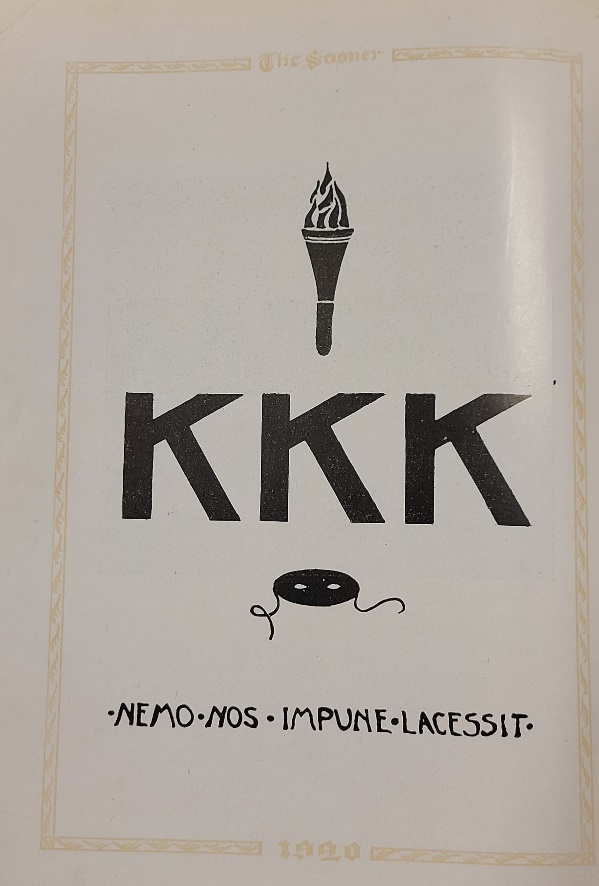 The Sooner
KKK
·NEMO·NOS·IMPUNE·LACESSIT·
1920